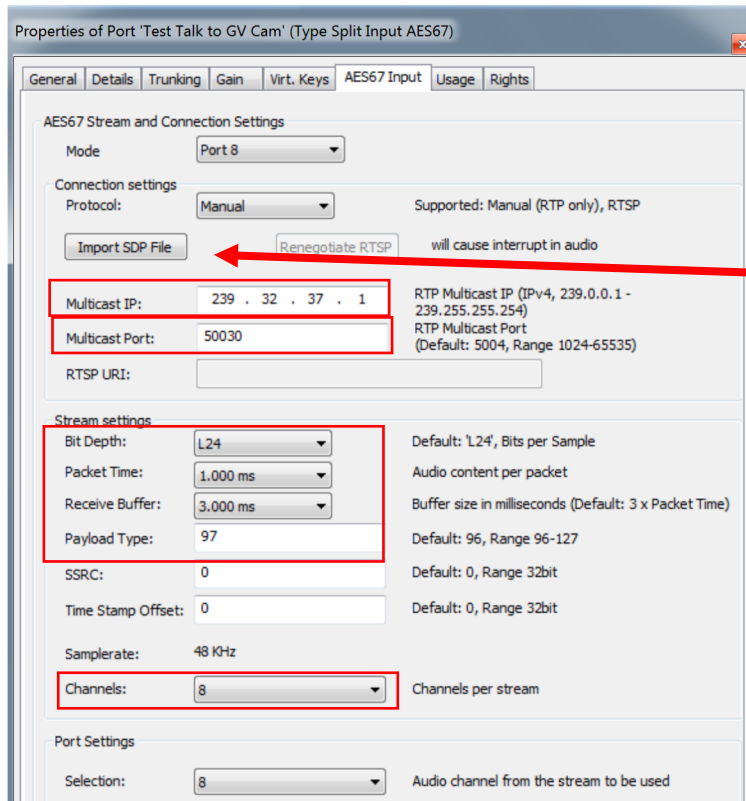 Properties of Port 'Test Talk to GV Cam' (Type Split Input AES67)
General Details Trunking Gain Virt. Keys AES67 Input Usage Rights
AES67 Stream and Connection Settings
Mode Port 8
Connection settings
Protocol: Manual Supported: Manual (RTP only), RTSP
Import SDP File Renegotiate RTSP will cause interrupt in audio
Multicast IP: 239 . 32 . 37 . 1 RTP Multicast IP (IPv4, 239.0.0.1 -
239.255.255.254)
Multicast Port: 50030 RTP Multicast Port
(Default: 5004, Range 1024-65535)
RTSP URI:
Stream settings
Bit Depth: L24 Default: 'L24', Bits per Sample
Packet Time: 1.000 ms Audio content per packet
Receive Buffer: 3.000 ms Buffer size in milliseconds (Default: 3 x Packet Time)
Payload Type: 97 Default: 96, Range 96-127
SSRC: 0 Default: 0, Range 32bit
Time Stamp Offset: 0 Default: 0, Range 32bit
Samplerate: 48 KHz
Channels: 8 Channels per stream
Port Settings
Selection: 8 Audio channel from the stream to be used